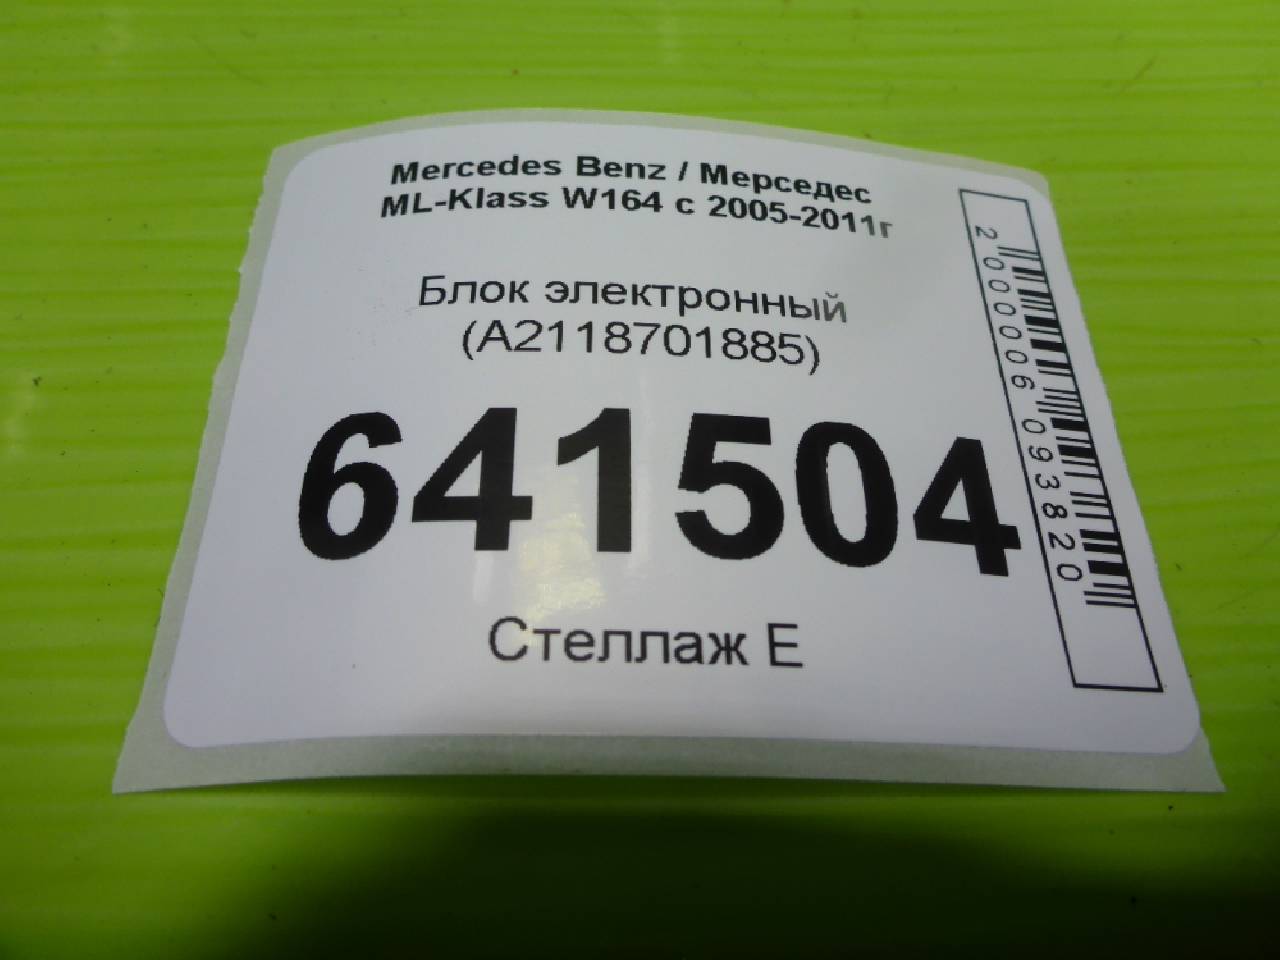 Mercedes Benz / Мерседес
ML-Klass W164 с 2005-2011г
Блок электронный
(A2118701885)
641504
Стеллаж Е
2000006093820